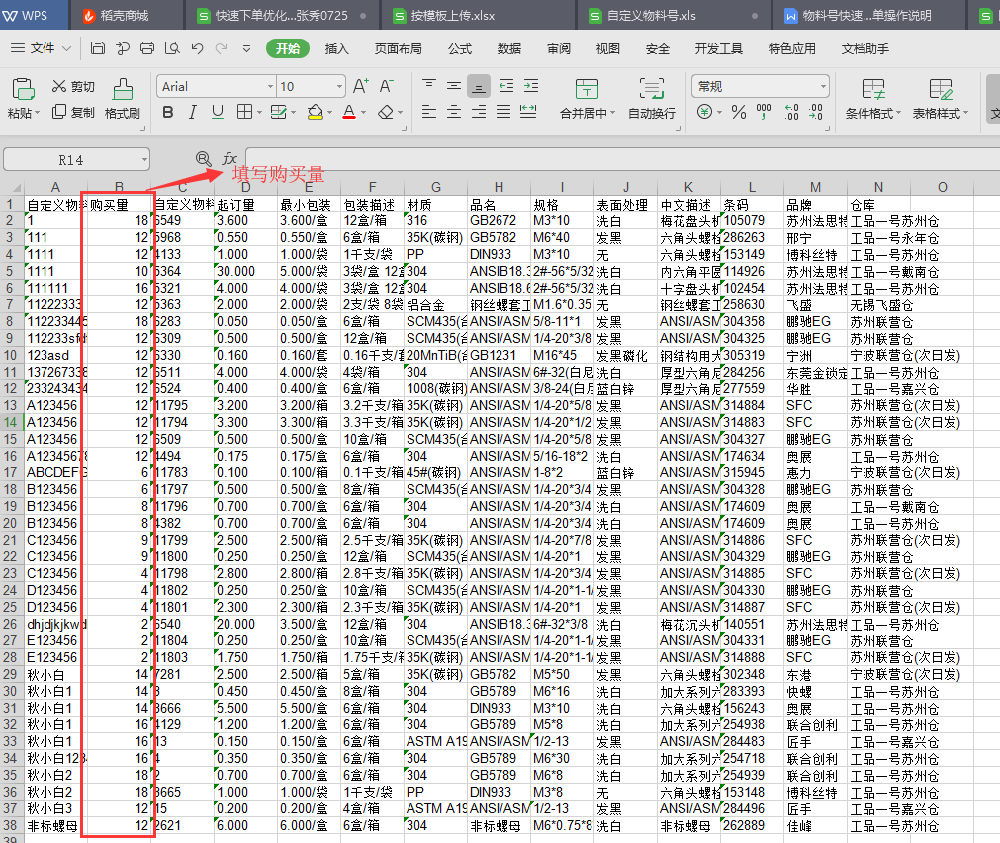 WPS 稻壳商城 快速下单优化...张秀0725 按模板上传.xlsx 自定义物料号.xls 物料号快速...单操作说明
文件 开始 插入 页面布局 公式 数据 审阅 视图 安全 开发工具 特色应用 文档助手
粘贴 剪切 复制 格式刷 Arial 10 合并居中 自动换行 常规 条件格式 表格样式
R14 fx
填写购买量
A B C D E F G H I J K L M N O
1 自定义物料 购买量 自定义物料 起订量 最小包装 包装描述 材质 品名 规格 表面处理 中文描述 条码 品牌 仓库
2 1 18 6549 3.600 3.600/盒 12盒/箱 316 GB2672 M3*10 洗白 梅花盘头机 105079 苏州法思特 工品一号苏州仓
3 111 12 5968 0.550 0.550/盒 6盒/箱 35K(碳钢) GB5782 M6*40 发黑 六角头螺栓 286263 邢宁 工品一号永年仓
4 1111 12 4133 1.000 1.000/袋 1千支/袋 PP DIN933 M3*10 无 六角头螺栓 153149 博科丝特 工品一号苏州仓
5 1111 10 5364 30.000 5.000/袋 3袋/盒 12盒 304 ANSIB18.3 2#-56*5/32 洗白 内六角平圆 114926 苏州法思特 工品一号戴南仓
6 111111 16 5321 4.000 4.000/袋 3袋/盒 12盒 304 ANSIB18.6 2#-56*5/32 洗白 十字盘头机 102454 苏州法思特 工品一号苏州仓
7 11222333 12 5363 2.000 2.000/袋 2支/袋 8袋 铝合金 钢丝螺套工 M1.6*0.35 无 钢丝螺套工 258630 飞盛 无锡飞盛仓
8 112233445 18 5283 0.050 0.050/盒 6盒/箱 SCM435(合 ANSI/ASM 5/8-11*1 发黑 ANSI/ASM 304358 鹏驰EG 苏州联营仓
9 112233sfd 12 5309 0.500 0.500/盒 12盒/箱 SCM435(合 ANSI/ASM 1/4-20*3/8 发黑 ANSI/ASM 304325 鹏驰EG 苏州联营仓
10 123asd 12 6330 0.160 0.160/套 0.16千支/套 20MnTiB(合 GB1231 M16*45 发黑磷化 钢结构用大 305319 宁洲 宁波联营仓(次日发)
11 137267338 12 5511 4.000 4.000/袋 4袋/箱 304 ANSI/ASM 6#-32(白尼 洗白 厚型六角尼 284256 东莞金锁定 工品一号苏州仓
12 233243434 12 6524 0.400 0.400/盒 6盒/箱 1008(碳钢) ANSI/ASM 3/8-24(白尼 蓝白锌 厚型六角尼 277559 华胜 工品一号嘉兴仓
13 A123456 12 11795 3.200 3.200/箱 3.2千支/箱 35K(碳钢) ANSI/ASM 1/4-20*5/8 发黑 ANSI/ASM 314884 SFC 苏州联营仓(次日发)
14 A123456 12 11794 3.300 3.300/箱 3.3千支/箱 35K(碳钢) ANSI/ASM 1/4-20*1/2 发黑 ANSI/ASM 314883 SFC 苏州联营仓(次日发)
15 A123456 12 6509 0.500 0.500/盒 10盒/箱 SCM435(合 ANSI/ASM 1/4-20*5/8 发黑 ANSI/ASM 304327 鹏驰EG 苏州联营仓
16 A12345678 12 4494 0.175 0.175/盒 6盒/箱 304 ANSI/ASM 5/16-18*2 洗白 ANSI/ASM 174634 奥展 工品一号苏州仓
17 ABCDEFG 6 11783 0.100 0.100/箱 0.1千支/箱 45#(碳钢) ANSI/ASM 1-8*2 蓝白锌 ANSI/ASM 315945 惠力 宁波联营仓(次日发)
18 B123456 6 11797 0.500 0.500/盒 8盒/箱 SCM435(合 ANSI/ASM 1/4-20*3/4 发黑 ANSI/ASM 304328 鹏驰EG 苏州联营仓
19 B123456 8 11796 0.700 0.700/盒 6盒/箱 304 ANSI/ASM 1/4-20*3/4 洗白 ANSI/ASM 174609 奥展 工品一号戴南仓
20 B123456 8 4382 0.700 0.700/盒 6盒/箱 304 ANSI/ASM 1/4-20*3/4 洗白 ANSI/ASM 174609 奥展 工品一号苏州仓
21 C123456 9 11799 2.500 2.500/箱 2.5千支/箱 35K(碳钢) ANSI/ASM 1/4-20*7/8 发黑 ANSI/ASM 314886 SFC 苏州联营仓(次日发)
22 C123456 9 11800 0.250 0.250/盒 12盒/箱 SCM435(合 ANSI/ASM 1/4-20*1 发黑 ANSI/ASM 304329 鹏驰EG 苏州联营仓
23 C123456 4 11798 2.800 2.800/箱 2.8千支/箱 35K(碳钢) ANSI/ASM 1/4-20*3/4 发黑 ANSI/ASM 314885 SFC 苏州联营仓(次日发)
24 D123456 4 11802 0.250 0.250/盒 10盒/箱 SCM435(合 ANSI/ASM 1/4-20*1-1/ 发黑 ANSI/ASM 304330 鹏驰EG 苏州联营仓
25 D123456 4 11801 2.300 2.300/箱 2.3千支/箱 35K(碳钢) ANSI/ASM 1/4-20*1 发黑 ANSI/ASM 314887 SFC 苏州联营仓(次日发)
26 dhjdjkjkwd 2 6540 20.000 3.500/盒 12盒/箱 304 ANSIB18.3 6#-32*3/8 洗白 梅花沉头机 140551 苏州法思特 工品一号苏州仓
27 E123456 2 11804 0.250 0.250/盒 10盒/箱 SCM435(合 ANSI/ASM 1/4-20*1-1/ 发黑 ANSI/ASM 304331 鹏驰EG 苏州联营仓
28 E123456 2 11803 1.750 1.750/箱 1.75千支/箱 35K(碳钢) ANSI/ASM 1/4-20*1-1/ 发黑 ANSI/ASM 314888 SFC 苏州联营仓(次日发)
29 秋小白 14 7281 2.500 2.500/箱 5盒/箱 35K(碳钢) GB5782 M5*50 发黑 六角头螺栓 302348 东港 宁波联营仓(次日发)
30 秋小白1 14 3 0.450 0.450/盒 8盒/箱 304 GB5789 M6*16 洗白 加大系列六 283393 快螺 工品一号苏州仓
31 秋小白1 14 3666 5.500 5.500/盒 6盒/箱 304 DIN933 M3*10 洗白 六角头螺栓 156243 奥展 工品一号苏州仓
32 秋小白1 16 4129 1.200 1.200/盒 6盒/箱 304 GB5789 M5*8 洗白 加大系列六 254938 联合创利 工品一号苏州仓
33 秋小白1 16 13 0.150 0.150/盒 6盒/箱 ASTM A19 ANSI/ASM 1/2-13 发黑 ANSI/ASM 284483 匠手 工品一号嘉兴仓
34 秋小白1234 16 4 0.350 0.350/盒 6盒/箱 304 GB5789 M6*30 洗白 加大系列六 254718 联合创利 工品一号苏州仓
35 秋小白2 18 2 0.700 0.700/盒 6盒/箱 304 GB5789 M6*8 洗白 加大系列六 254939 联合创利 工品一号苏州仓
36 秋小白2 18 3665 1.000 1.000/袋 1千支/袋 PP DIN933 M3*8 无 六角头螺栓 153148 博科丝特 工品一号苏州仓
37 秋小白3 12 15 0.200 0.200/盒 4盒/箱 ASTM A19 ANSI/ASM 1/2-13 发黑 ANSI/ASM 284496 匠手 工品一号嘉兴仓
38 非标螺母 12 2621 6.000 6.000/盒 6盒/箱 304 非标螺母 M6*0.75*8 洗白 非标螺母 262889 佳峰 工品一号苏州仓
39